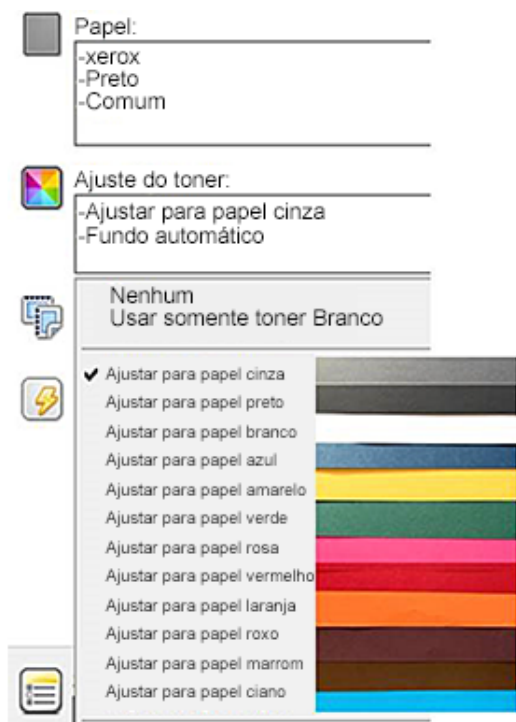 Papel:
-xerox
-Preto
-Comum
Ajuste do toner:
-Ajustar para papel cinza
-Fundo automático
Nenhum
Usar somente toner Branco
✔ Ajustar para papel cinza
Ajustar para papel preto
Ajustar para papel branco
Ajustar para papel azul
Ajustar para papel amarelo
Ajustar para papel verde
Ajustar para papel rosa
Ajustar para papel vermelho
Ajustar para papel laranja
Ajustar para papel roxo
Ajustar para papel marrom
Ajustar para papel ciano